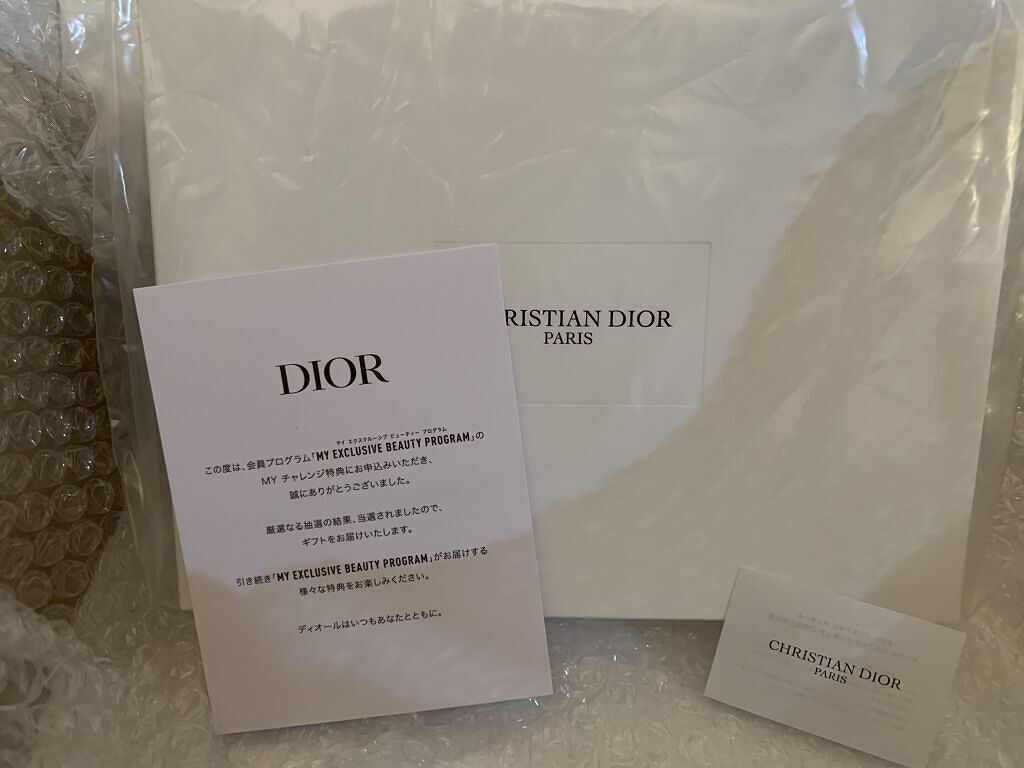 RISTIAN DIOR
PARIS
DIOR
マイ エクスクルーシブ ビューティー プログラム
この度は、会員プログラム「MY EXCLUSIVE BEAUTY PROGRAM」の
MY チャレンジ特典にお申込みいただき、
誠にありがとうございました。
厳選なる抽選の結果、当選されましたので、
ギフトをお届けいたします。
引き続き「MY EXCLUSIVE BEAUTY PROGRAM」がお届けする
様々な特典をお楽しみください。
ディオールはいつもあなたとともに。
CHRISTIAN DIOR
PARIS